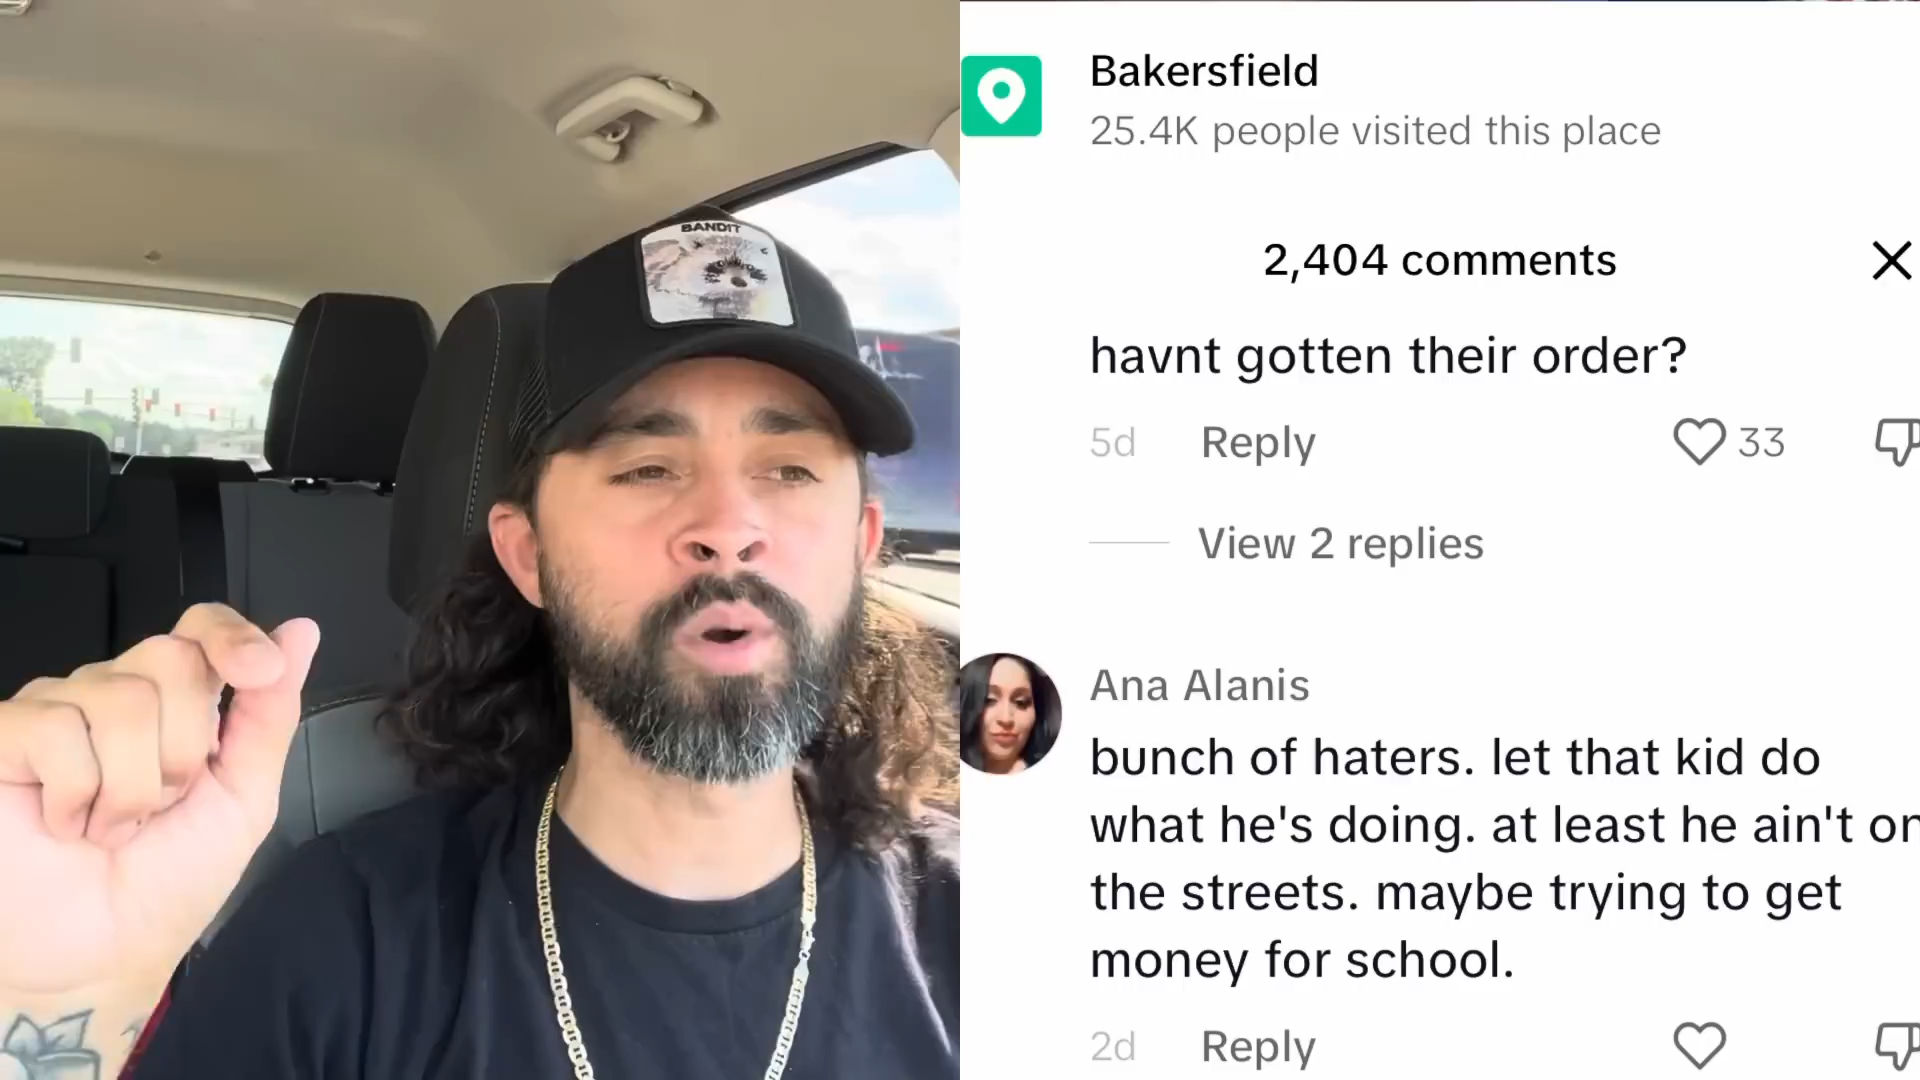 BANDIT
Bakersfield
25.4K people visited this place
2,404 comments
havnt gotten their order?
5d Reply 33
View 2 replies
Ana Alanis
bunch of haters. let that kid do
what he's doing. at least he ain't on
the streets. maybe trying to get
money for school.
2d Reply